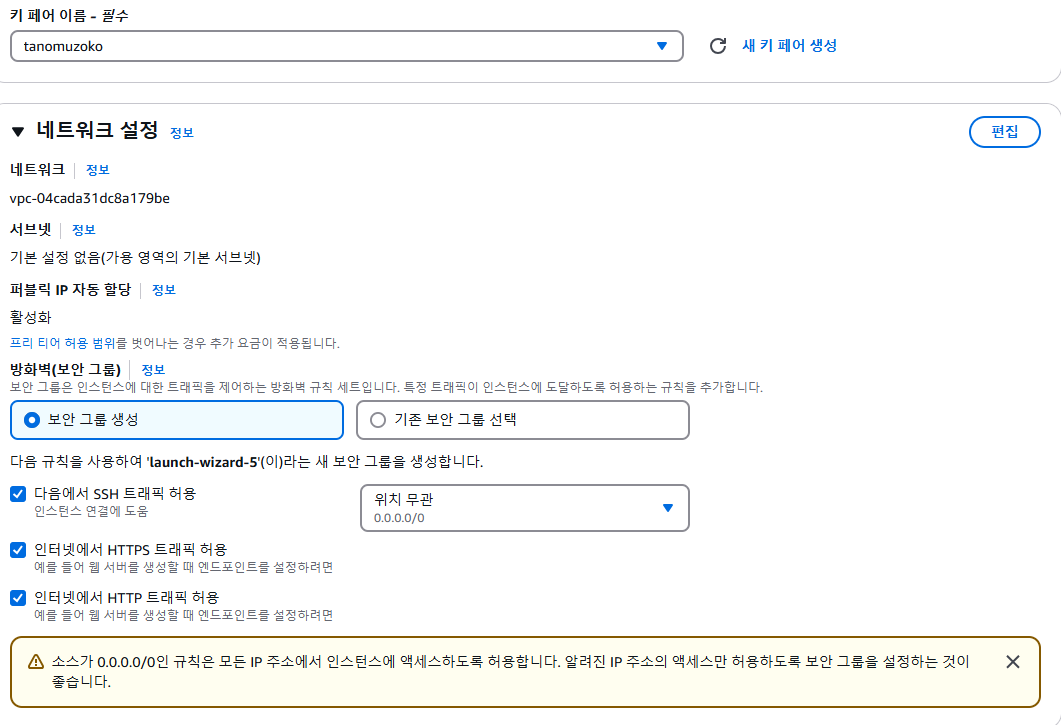 키 페어 이름 - 필수
tanomuzoko
새 키 페어 생성
네트워크 설정 정보
편집
네트워크 정보
vpc-04cada31dc8a179be
서브넷 정보
기본 설정 없음(가용 영역의 기본 서브넷)
퍼블릭 IP 자동 할당 정보
활성화
프리 티어 허용 범위를 벗어나는 경우 추가 요금이 적용됩니다.
방화벽(보안 그룹) 정보
보안 그룹은 인스턴스에 대한 트래픽을 제어하는 방화벽 규칙 세트입니다. 특정 트래픽이 인스턴스에 도달하도록 허용하는 규칙을 추가합니다.
보안 그룹 생성
기존 보안 그룹 선택
다음 규칙을 사용하여 'launch-wizard-5'(이)라는 새 보안 그룹을 생성합니다.
다음에서 SSH 트래픽 허용
인스턴스 연결에 도움
위치 무관
0.0.0.0/0
인터넷에서 HTTPS 트래픽 허용
예를 들어 웹 서버를 생성할 때 엔드포인트를 설정하려면
인터넷에서 HTTP 트래픽 허용
예를 들어 웹 서버를 생성할 때 엔드포인트를 설정하려면
소스가 0.0.0.0/0인 규칙은 모든 IP 주소에서 인스턴스에 액세스하도록 허용합니다. 알려진 IP 주소의 액세스만 허용하도록 보안 그룹을 설정하는 것이
좋습니다.